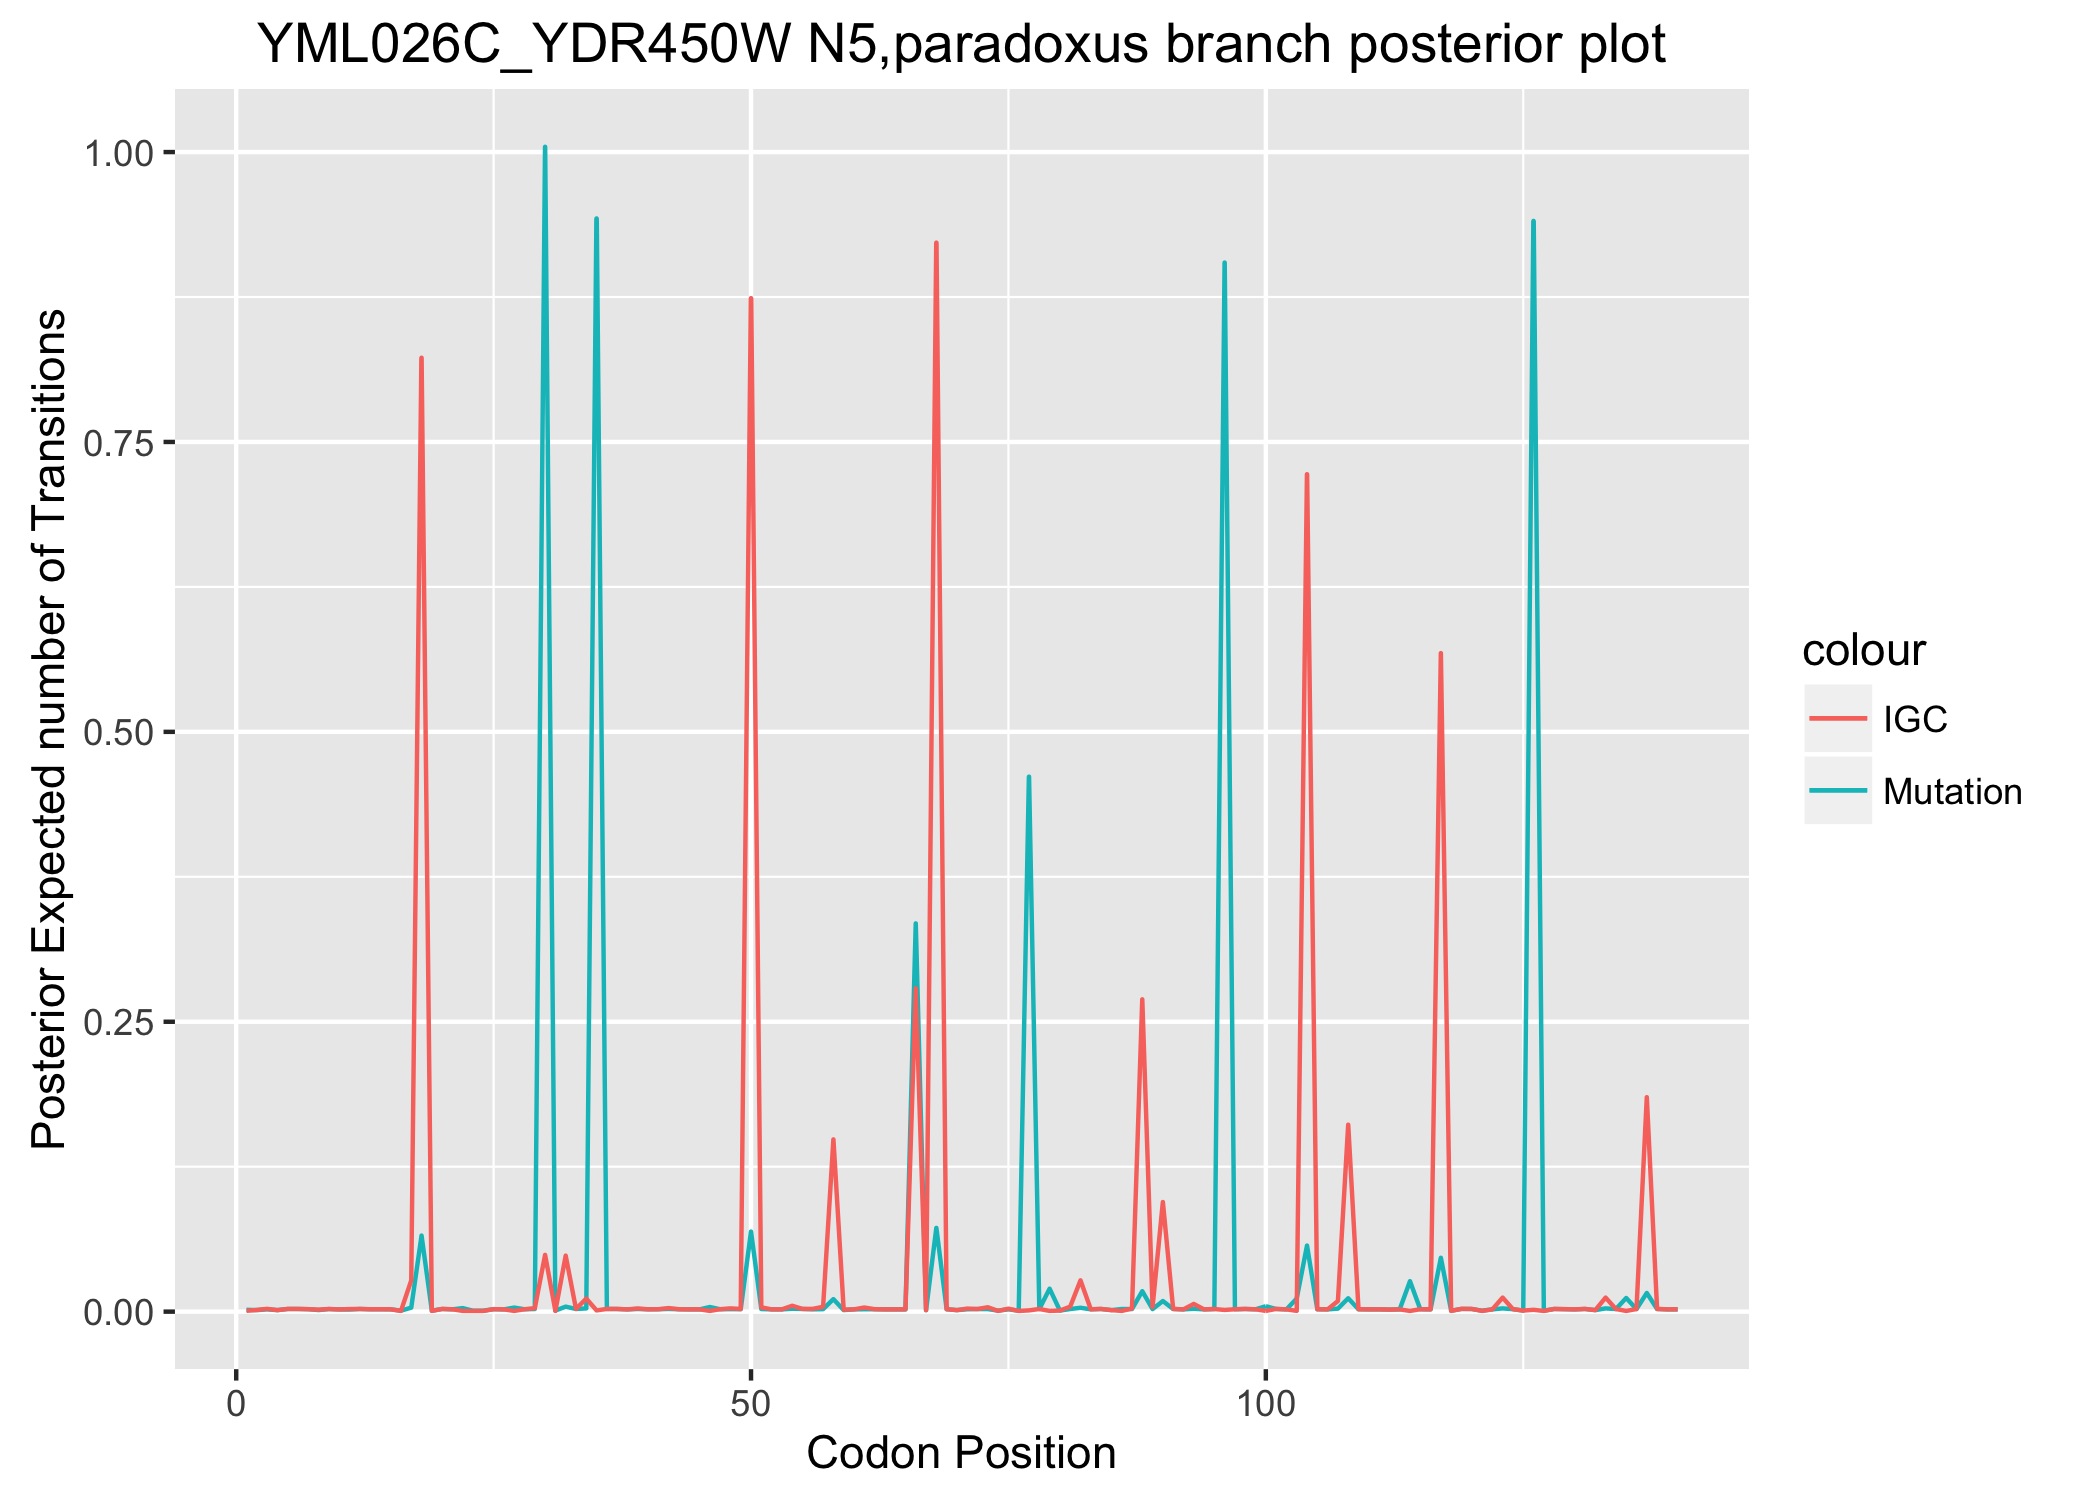 YML026C_YDR450W N5,paradoxus branch posterior plot
Posterior Expected number of Transitions
1.00
0.75
0.50
0.25
0.00
0
50
100
Codon Position
colour
IGC
Mutation